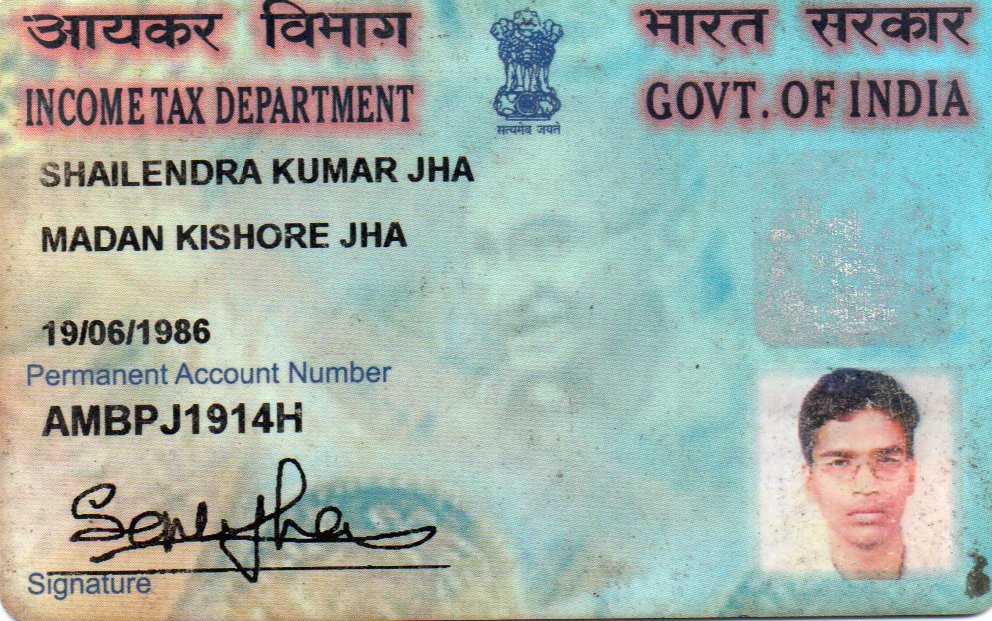 आयकर विभाग
INCOME TAX DEPARTMENT
सत्यमेव जयते
भारत सरकार
GOVT. OF INDIA
SHAILENDRA KUMAR JHA
MADAN KISHORE JHA
19/06/1986
Permanent Account Number
AMBPJ1914H
Signature